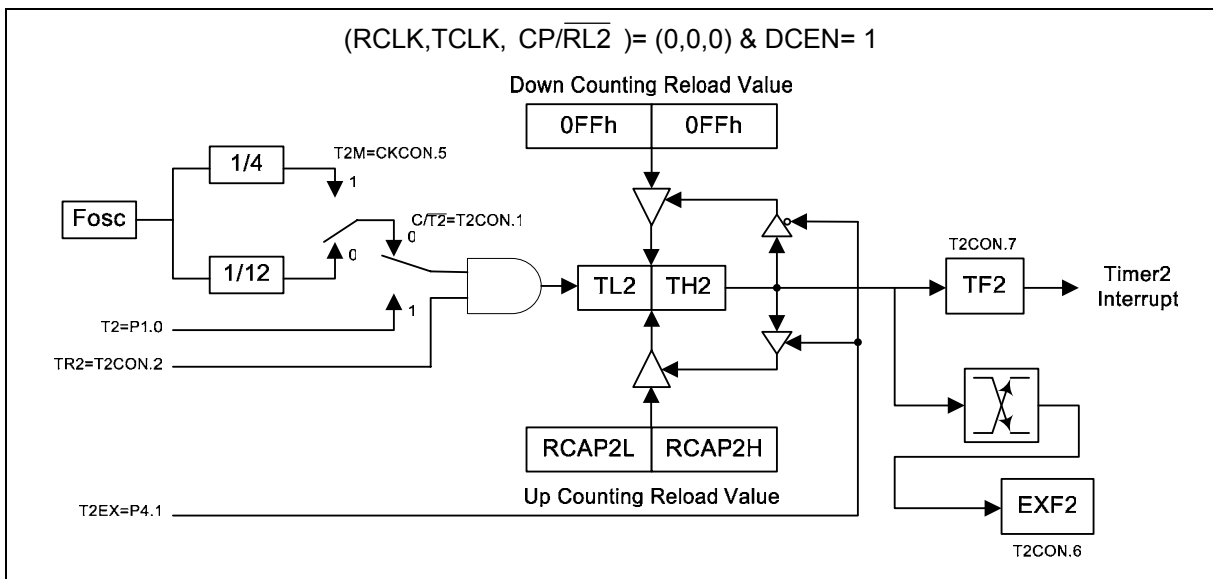 (RCLK,TCLK, CP/RL2 )= (0,0,0) & DCEN= 1
Down Counting Reload Value
0FFh 0FFh
1/4
T2M=CKCON.5
1
Fosc
C/T2=T2CON.1
0
0
1/12
TL2 TH2
T2CON.7
TF2
Timer2
Interrupt
1
T2=P1.0
TR2=T2CON.2
RCAP2L RCAP2H
Up Counting Reload Value
T2EX=P4.1
EXF2
T2CON.6